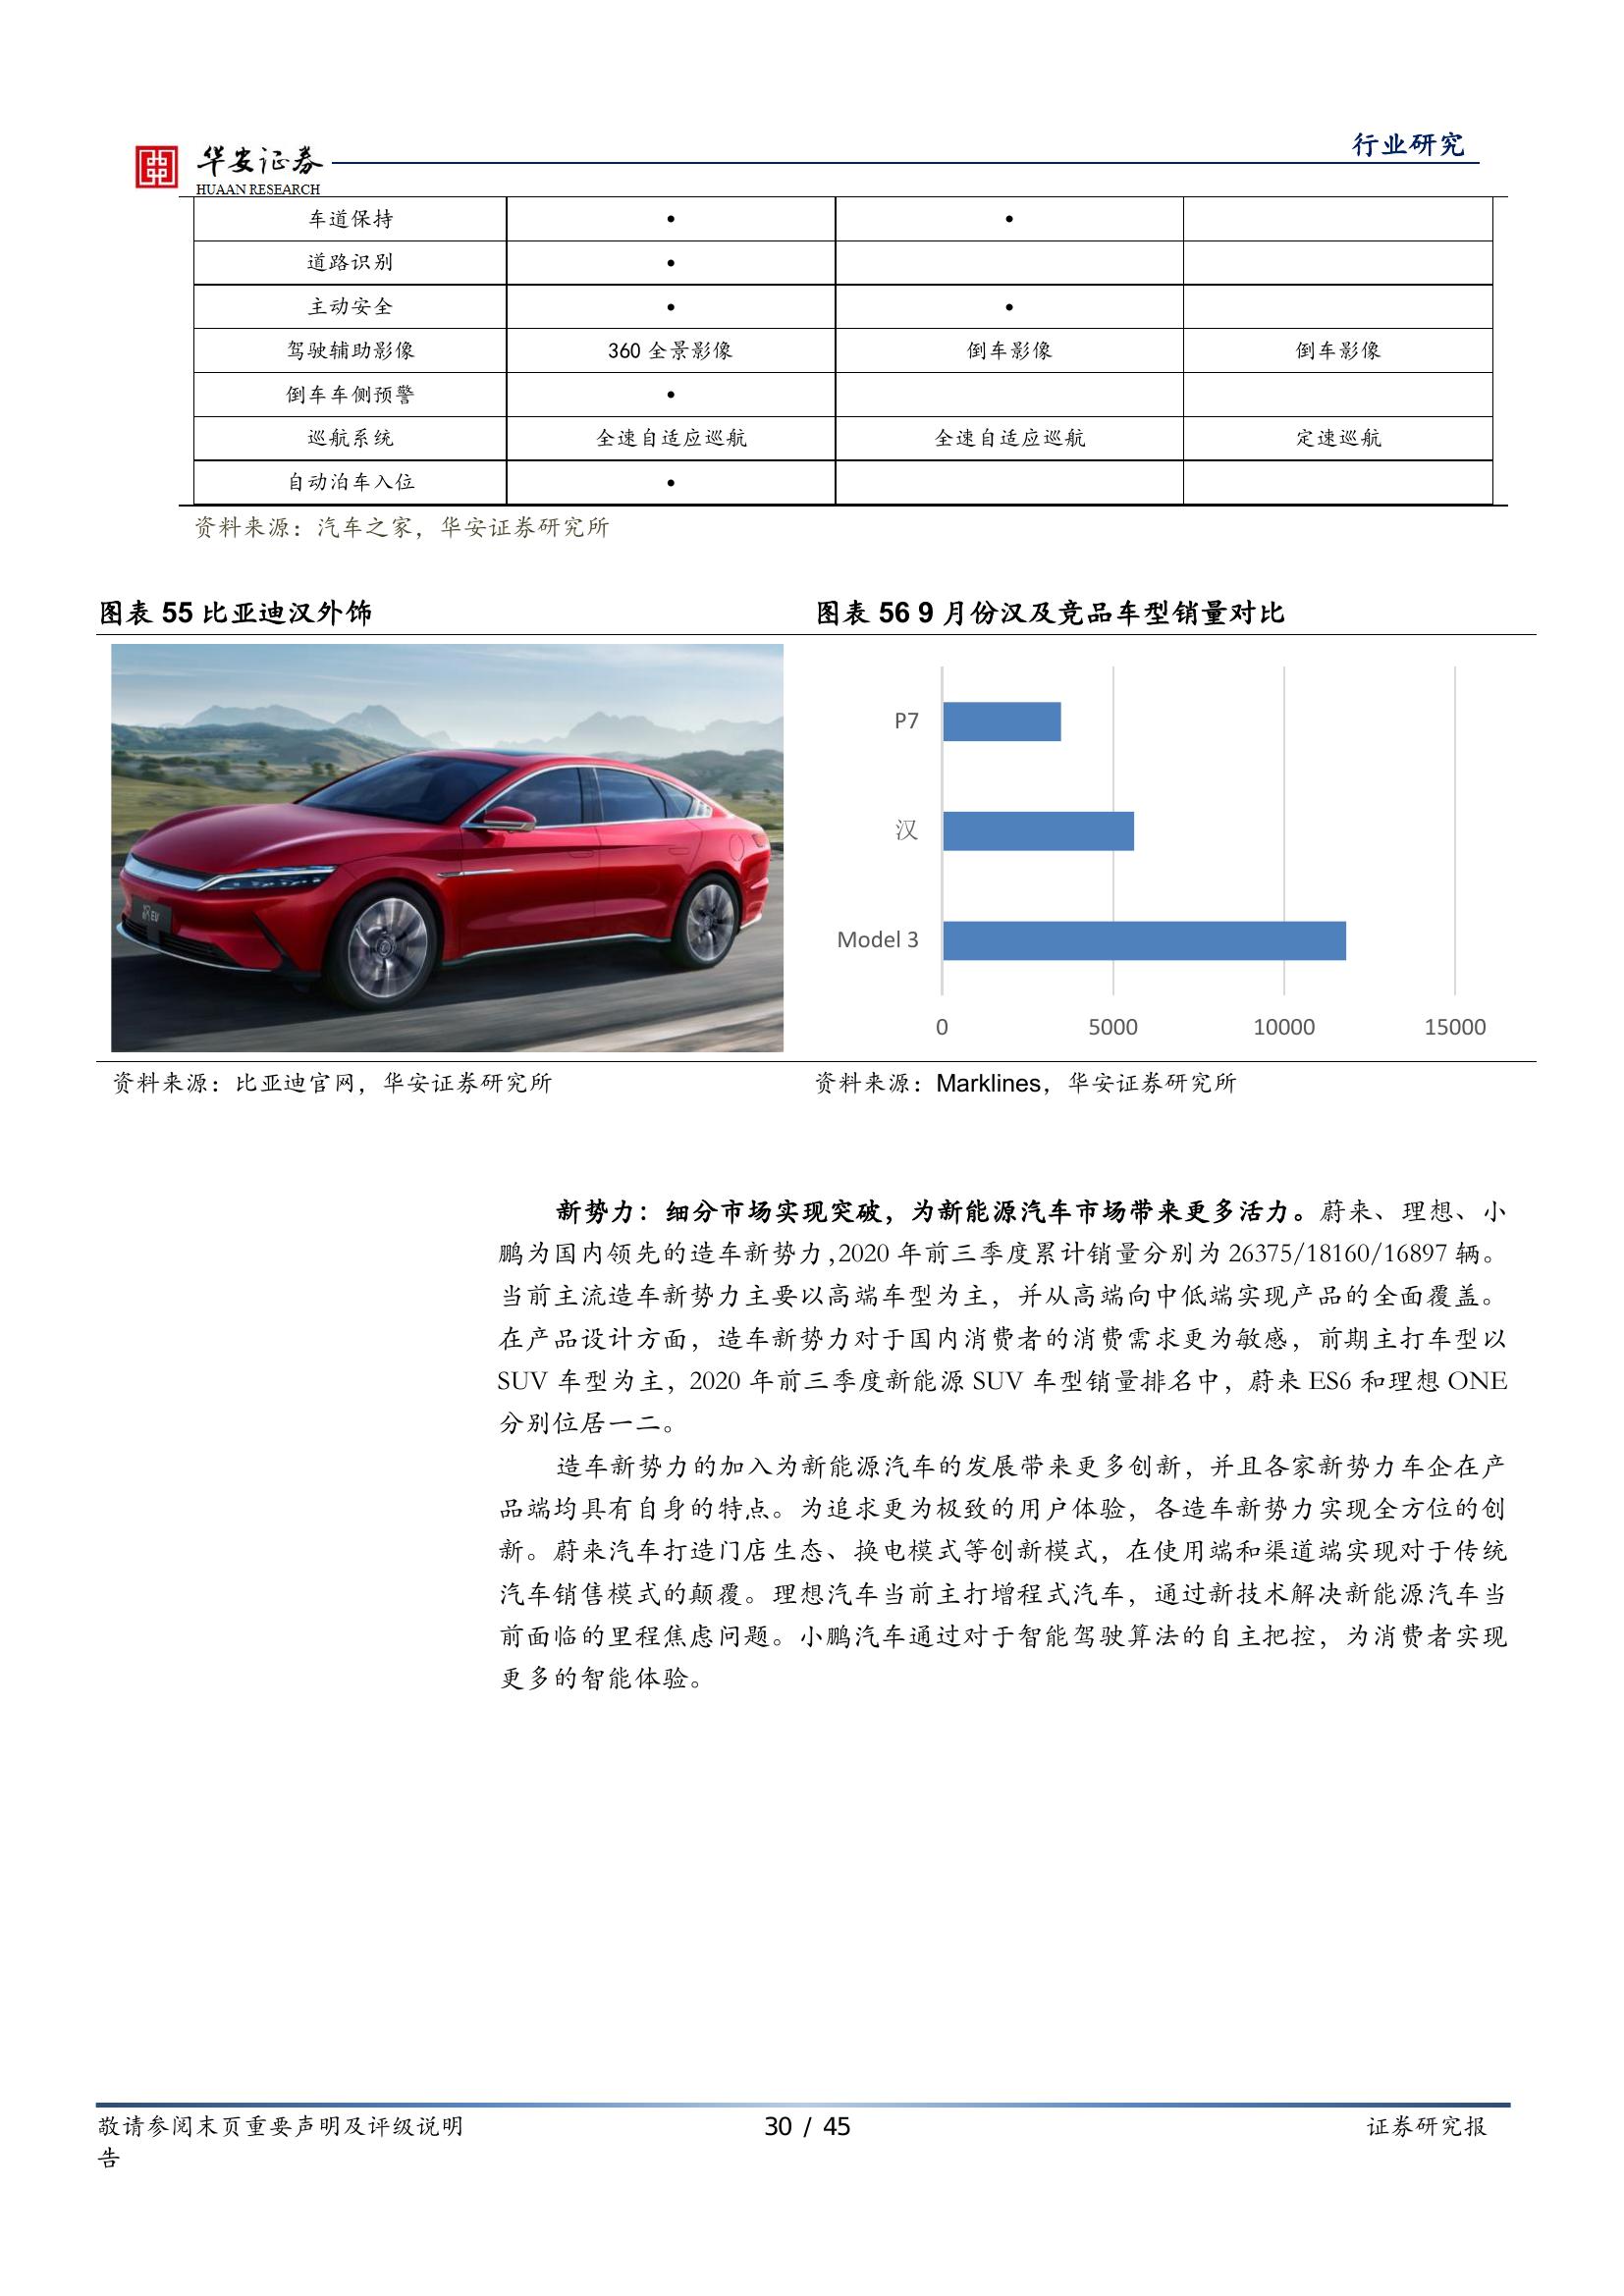 行业研究
华安证券
HUAAN RESEARCH
车道保持 • •
道路识别 •
主动安全 • •
驾驶辅助影像 360 全景影像 倒车影像 倒车影像
倒车车侧预警 •
巡航系统 全速自适应巡航 全速自适应巡航 定速巡航
自动泊车入位 •
资料来源：汽车之家，华安证券研究所
图表 55 比亚迪汉外饰
汉EV
资料来源：比亚迪官网，华安证券研究所
图表 56 9 月份汉及竞品车型销量对比
P7
汉
Model 3
0 5000 10000 15000
资料来源：Marklines，华安证券研究所
新势力：细分市场实现突破，为新能源汽车市场带来更多活力。蔚来、理想、小
鹏为国内领先的造车新势力,2020 年前三季度累计销量分别为 26375/18160/16897 辆。
当前主流造车新势力主要以高端车型为主，并从高端向中低端实现产品的全面覆盖。
在产品设计方面，造车新势力对于国内消费者的消费需求更为敏感，前期主打车型以
SUV 车型为主，2020 年前三季度新能源 SUV 车型销量排名中，蔚来 ES6 和理想 ONE
分别位居一二。
造车新势力的加入为新能源汽车的发展带来更多创新，并且各家新势力车企在产
品端均具有自身的特点。为追求更为极致的用户体验，各造车新势力实现全方位的创
新。蔚来汽车打造门店生态、换电模式等创新模式，在使用端和渠道端实现对于传统
汽车销售模式的颠覆。理想汽车当前主打增程式汽车，通过新技术解决新能源汽车当
前面临的里程焦虑问题。小鹏汽车通过对于智能驾驶算法的自主把控，为消费者实现
更多的智能体验。
敬请参阅末页重要声明及评级说明 30 / 45 证券研究报
告